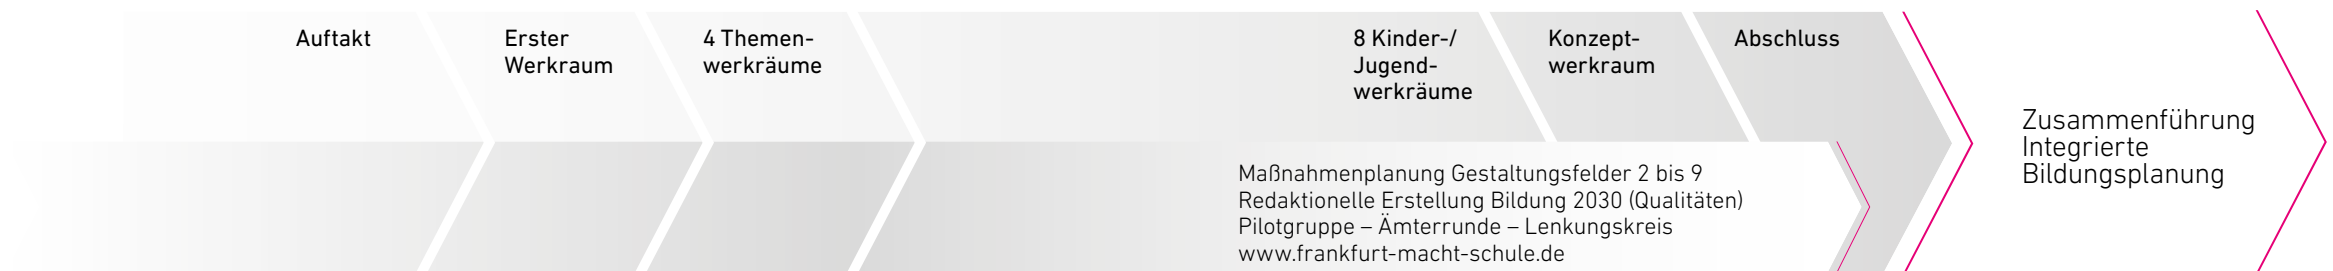 Auftakt
Erster
Werkraum
4 Themen-
werkräume
8 Kinder-/
Jugend-
werkräume
Konzept-
werkraum
Abschluss
Maßnahmenplanung Gestaltungsfelder 2 bis 9
Redaktionelle Erstellung Bildung 2030 (Qualitäten)
Pilotgruppe – Ämterrunde – Lenkungskreis
www.frankfurt-macht-schule.de
Zusammenführung
Integrierte
Bildungsplanung